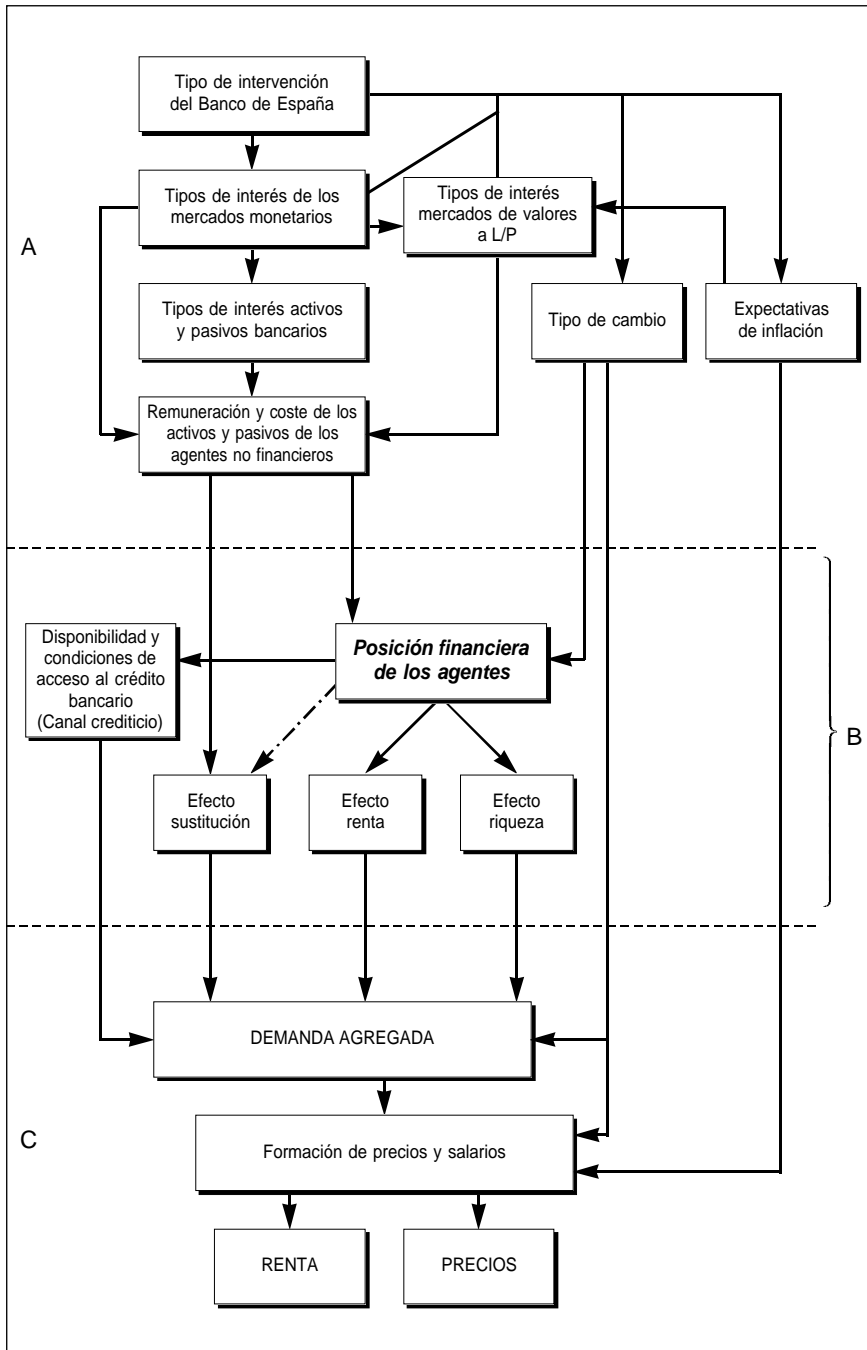 Tipo de intervención
del Banco de España
Tipos de interés de los
mercados monetarios
Tipos de interés
mercados de valores
a L/P
A
Tipos de interés activos
y pasivos bancarios
Tipo de cambio
Expectativas
de inflación
Remuneración y coste de los
activos y pasivos de los
agentes no financieros
Disponibilidad y
condiciones de
acceso al crédito
bancario
(Canal crediticio)
Posición financiera
de los agentes
B
Efecto
sustitución
Efecto
renta
Efecto
riqueza
DEMANDA AGREGADA
C
Formación de precios y salarios
RENTA
PRECIOS